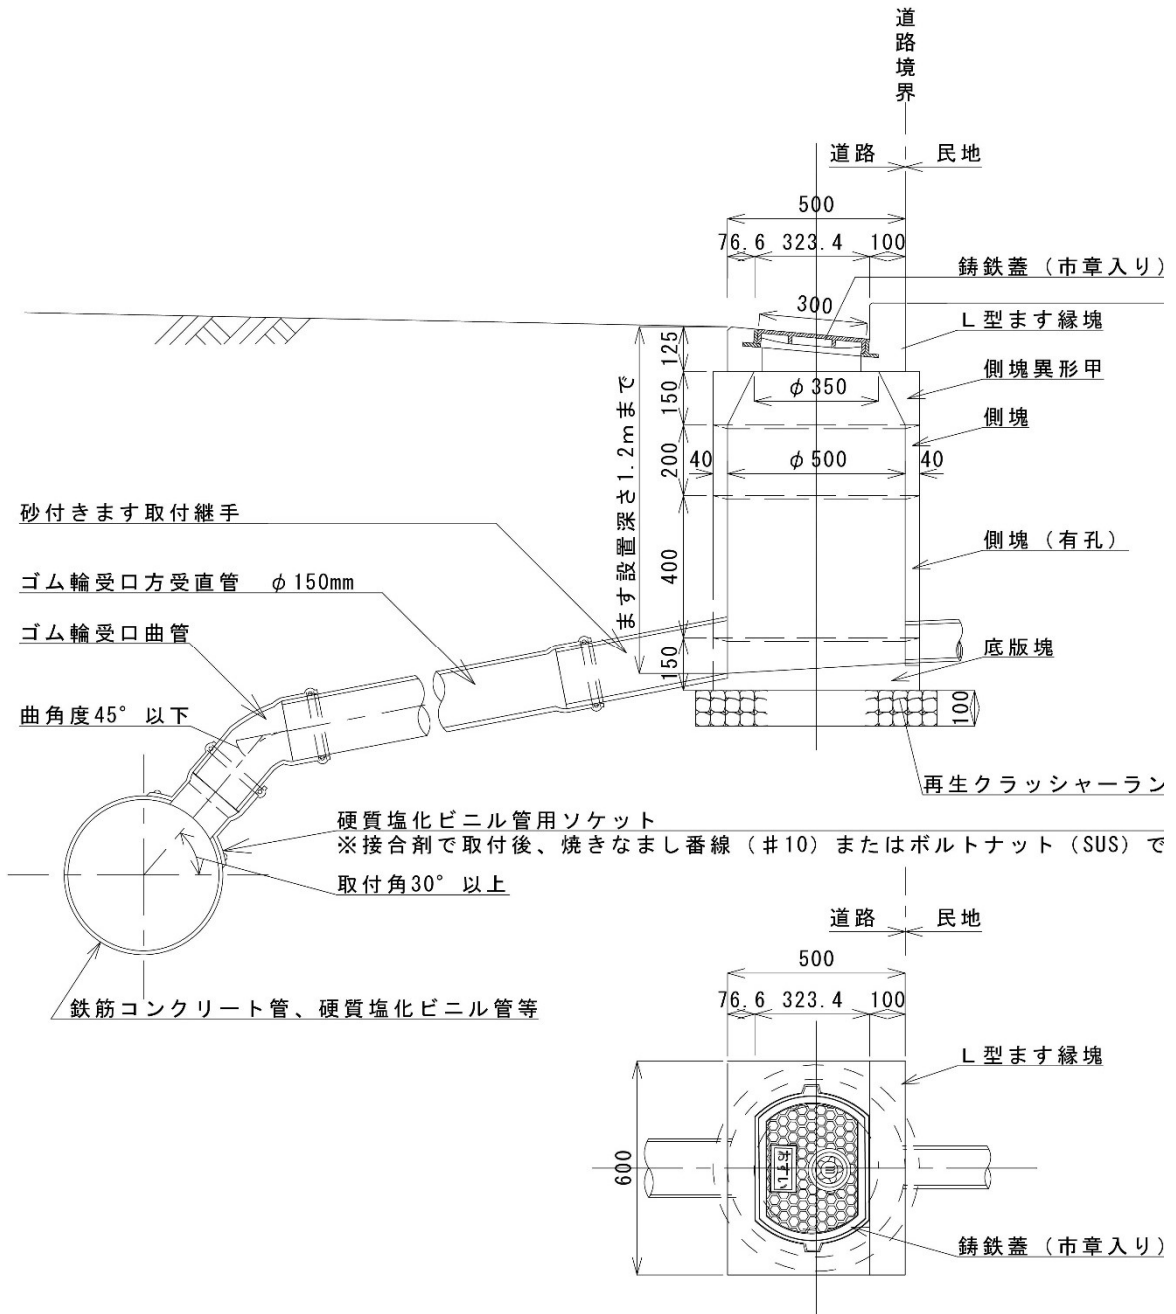 道路境界
道路
民地
500
76.6
323.4
100
鋳鉄蓋（市章入り）
300
Ｌ型ます縁塊
125
側塊異形甲
150
φ350
側塊
200
40
φ500
40
ます設置深さ1.2mまで
砂付きます取付継手
側塊（有孔）
400
ゴム輪受口方受直管　φ150mm
ゴム輪受口曲管
底版塊
150
曲角度45°以下
100
再生クラッシャーラン
硬質塩化ビニル管用ソケット
※接合剤で取付後、焼きなまし番線（＃10）またはボルトナット（SUS）で
取付角30°以上
道路
民地
500
鉄筋コンクリート管、硬質塩化ビニル管等
76.6
323.4
100
Ｌ型ます縁塊
600
おすい
鋳鉄蓋（市章入り）